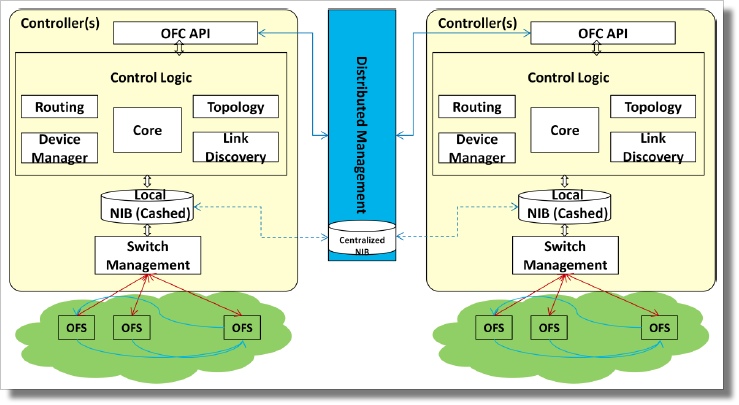 Controller(s)
OFC API
Control Logic
Routing
Topology
Core
Device
Manager
Link
Discovery
Local
NIB (Cashed)
Switch
Management
OFS
OFS
OFS
Distributed Management
Centralized
NIB
Controller(s)
OFC API
Control Logic
Routing
Topology
Core
Device
Manager
Link
Discovery
Local
NIB (Cashed)
Switch
Management
OFS
OFS
OFS